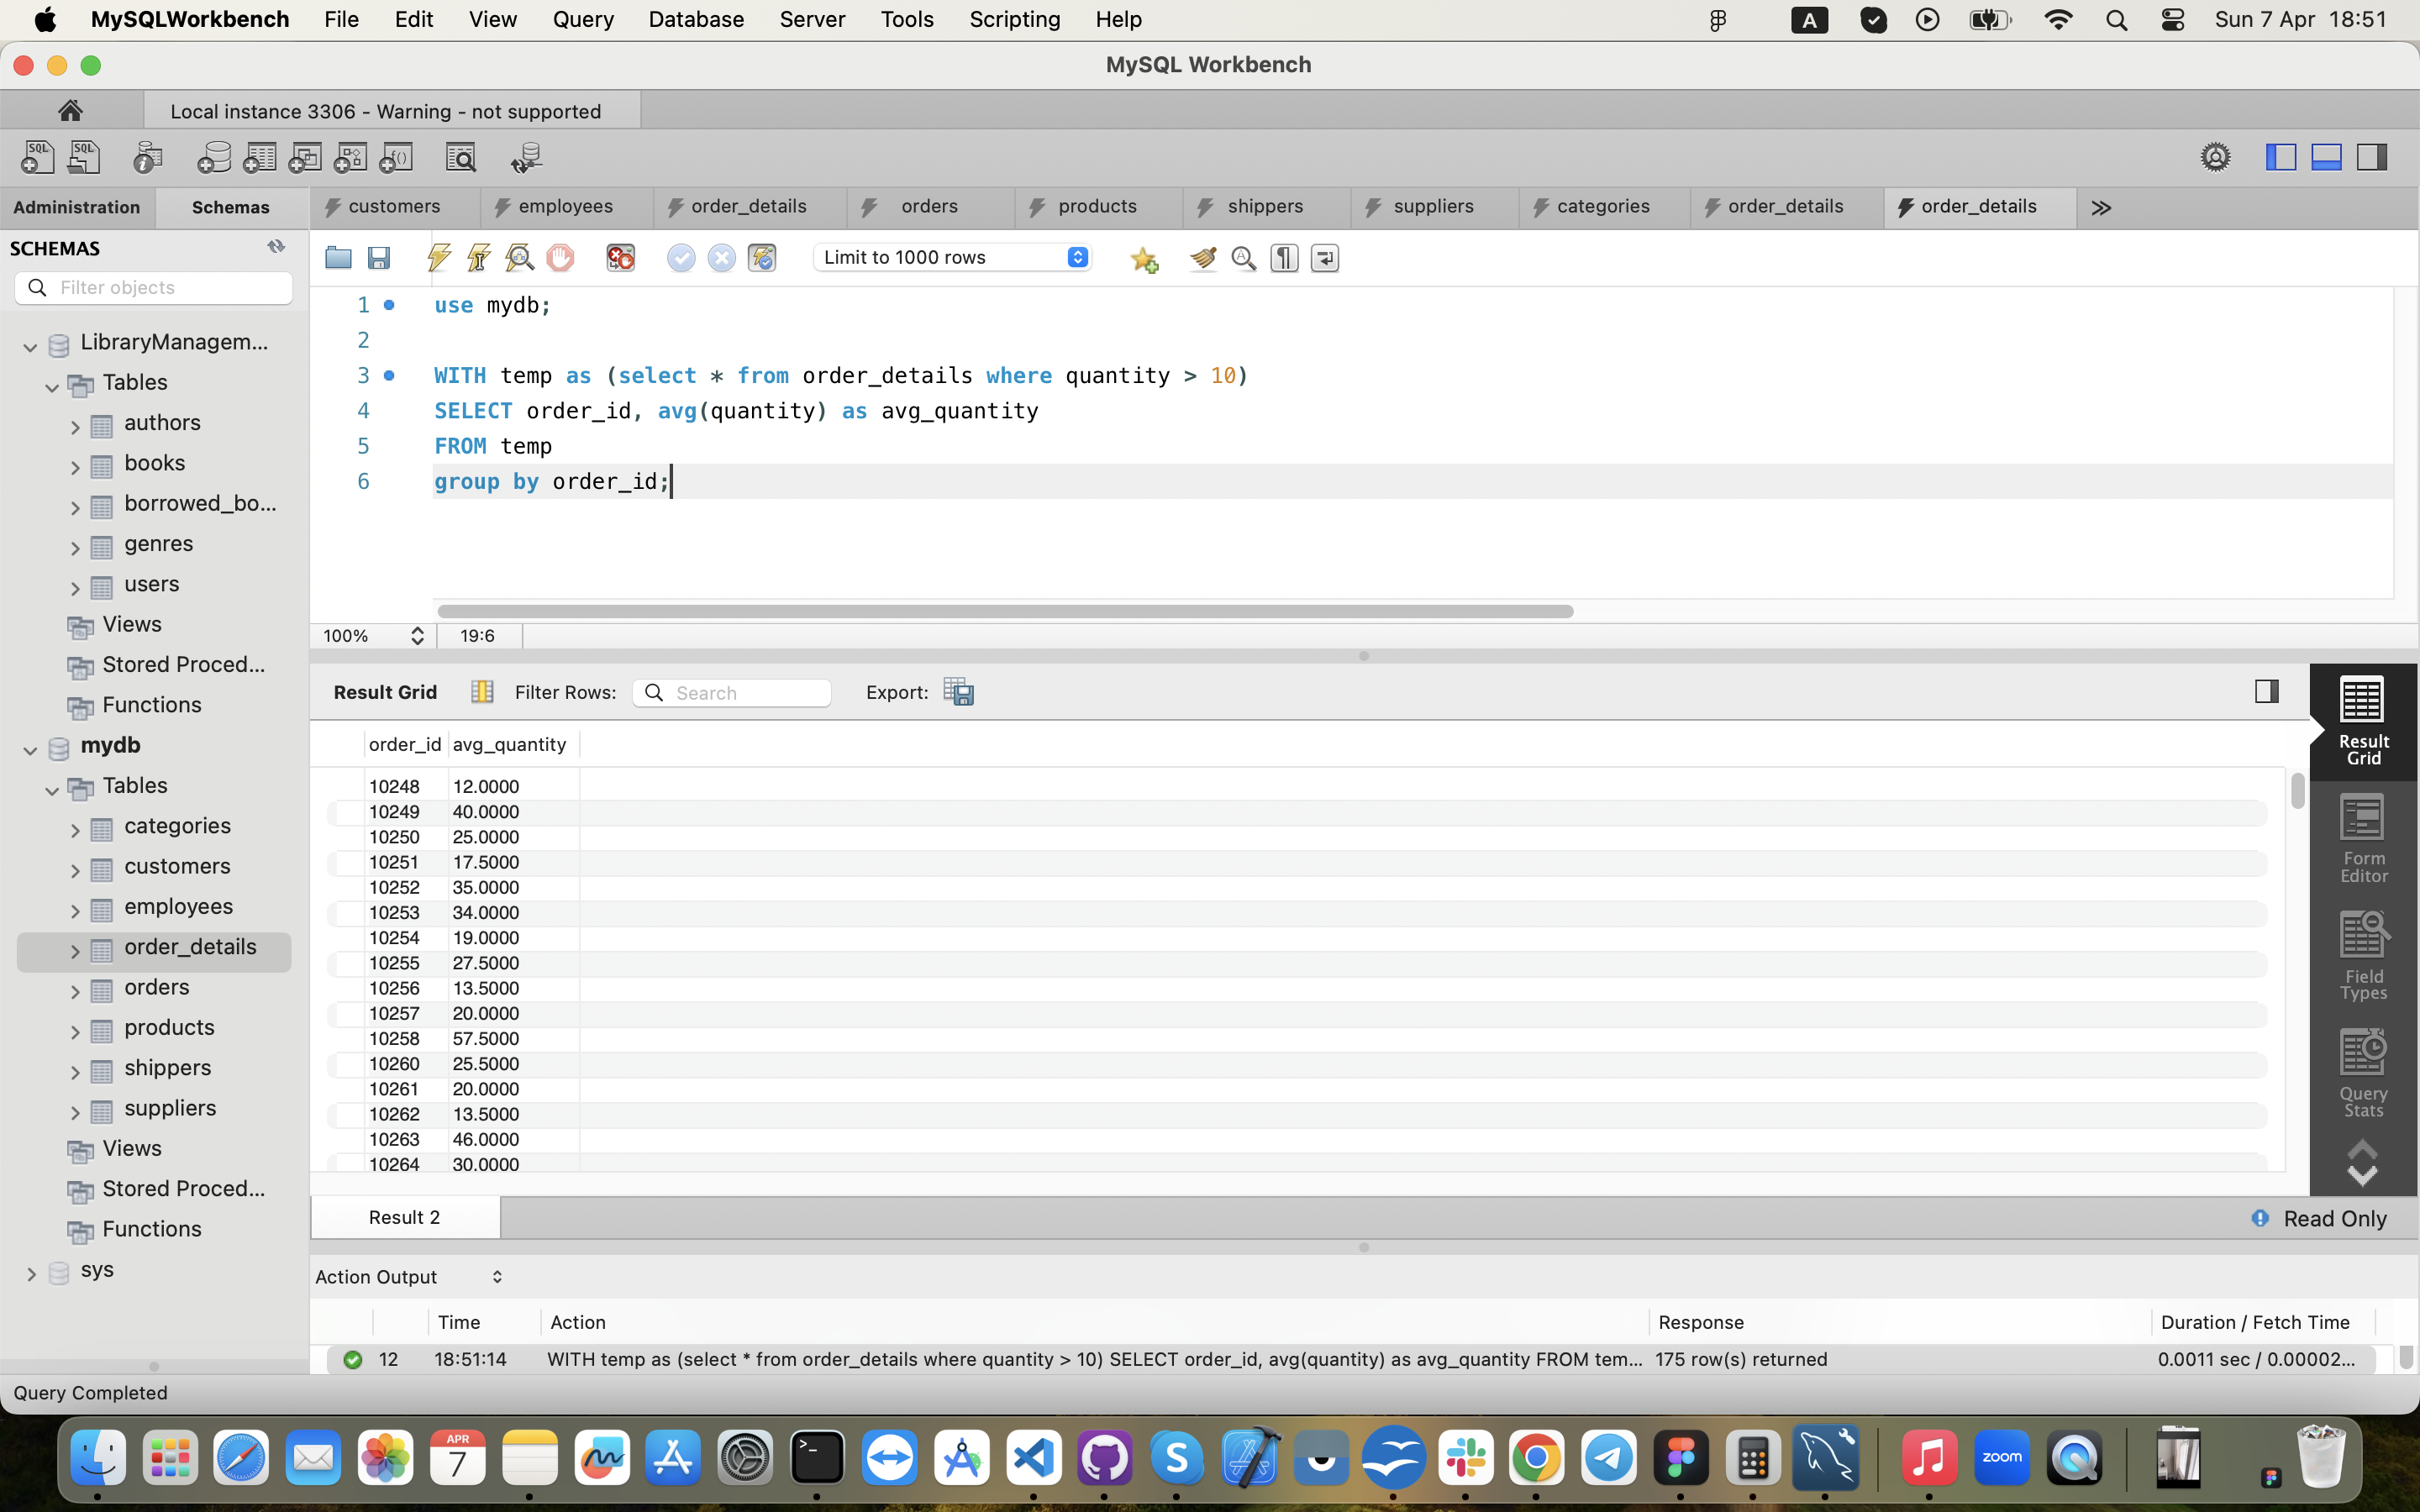 MySQLWorkbench File Edit View Query Database Server Tools Scripting Help A Sun 7 Apr 18:51
MySQL Workbench
Local instance 3306 - Warning - not supported
SQL SQL
Administration Schemas customers employees order_details orders products shippers suppliers categories order_details order_details
SCHEMAS
Filter objects
LibraryManagem...
Tables
authors
books
borrowed_bo...
genres
users
Views
Stored Proced...
Functions
mydb
Tables
categories
customers
employees
order_details
orders
products
shippers
suppliers
Views
Stored Proced...
Functions
sys
Limit to 1000 rows
1 use mydb;
2
3 WITH temp as (select * from order_details where quantity > 10)
4 SELECT order_id, avg(quantity) as avg_quantity
5 FROM temp
6 group by order_id;
100% 19:6
Result Grid Filter Rows: Search Export:
order_id avg_quantity
10248 12.0000
10249 40.0000
10250 25.0000
10251 17.5000
10252 35.0000
10253 34.0000
10254 19.0000
10255 27.5000
10256 13.5000
10257 20.0000
10258 57.5000
10260 25.5000
10261 20.0000
10262 13.5000
10263 46.0000
10264 30.0000
Result
Grid
Form
Editor
Field
Types
Query
Stats
Result 2 Read Only
Action Output
Time Action Response Duration / Fetch Time
12 18:51:14 WITH temp as (select * from order_details where quantity > 10) SELECT order_id, avg(quantity) as avg_quantity FROM tem... 175 row(s) returned 0.0011 sec / 0.00002...
Query Completed
APR
7
zoom